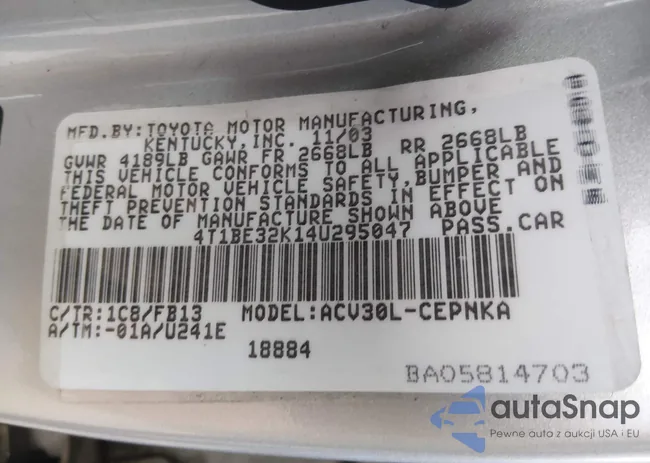 MFD.BY:TOYOTA MOTOR MANUFACTURING,
KENTUCKY,INC. 11/03
GVWR 4189LB GAWR FR 2668LB RR 2668LB
THIS VEHICLE CONFORMS TO ALL APPLICABLE
FEDERAL MOTOR VEHICLE SAFETY,BUMPER AND
THEFT PREVENTION STANDARDS IN EFFECT ON
THE DATE OF MANUFACTURE SHOWN ABOVE
4T1BE32K14U295047 PASS.CAR
C/TR:1C8/FB13 MODEL:ACV30L-CEPNKA
A/TM:-01A/U241E
18884
BA05814703
autaSnap
Pewne auta z aukcji USA i EU